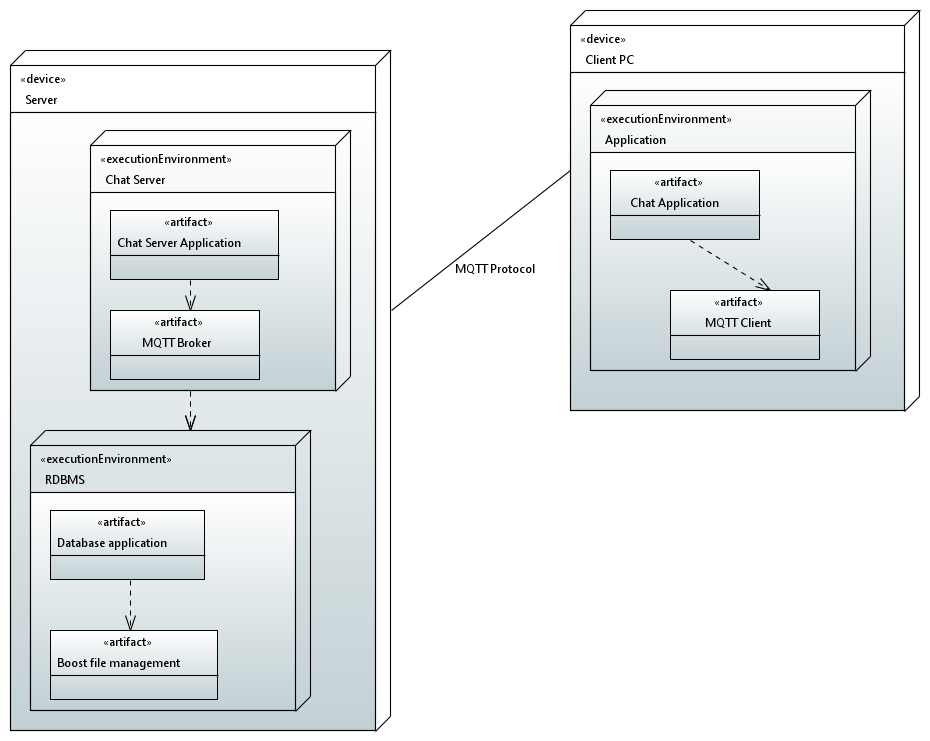 «device»
Server
«executionEnvironment»
Chat Server
«artifact»
Chat Server Application
«artifact»
MQTT Broker
«executionEnvironment»
RDBMS
«artifact»
Database application
«artifact»
Boost file management
MQTT Protocol
«device»
Client PC
«executionEnvironment»
Application
«artifact»
Chat Application
«artifact»
MQTT Client